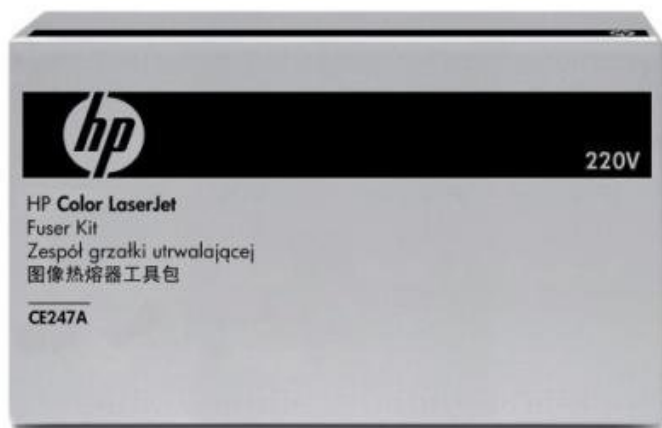 hp
220V
HP Color LaserJet
Fuser Kit
Zespół grzałki utrwalającej
图像热熔器工具包
CE247A